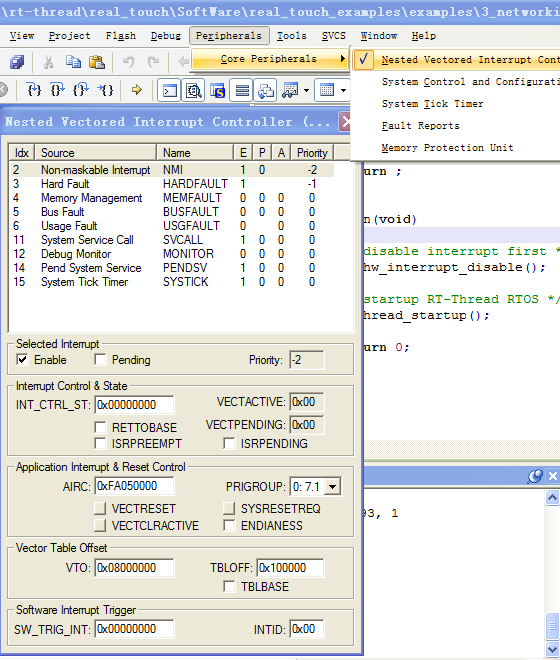 \rt-thread\real_touch\SoftWare\real_touch_examples\examples\3_networki
View Project Flash Debug Peripherals Tools SVCS Window Help
Core Peripherals
Nested Vectored Interrupt Cont
System Control and Configurati
System Tick Timer
Fault Reports
Memory Protection Unit
Nested Vectored Interrupt Controller (...
Idx Source Name E P A Priority
2 Non-maskable Interrupt NMI 1 0 -2
3 Hard Fault HARDFAULT 1 -1
4 Memory Management MEMFAULT 0 0 0 0
5 Bus Fault BUSFAULT 0 0 0 0
6 Usage Fault USGFAULT 0 0 0 0
11 System Service Call SVCALL 1 0 0 0
12 Debug Monitor MONITOR 0 0 0 0
14 Pend System Service PENDSV 1 0 0 0
15 System Tick Timer SYSTICK 1 0 0 0
Selected Interrupt
Enable Pending Priority: -2
Interrupt Control & State
INT_CTRL_ST: 0x00000000 VECTACTIVE: 0x00
RETTOBASE VECTPENDING: 0x00
ISRPREEMPT ISRPENDING
Application Interrupt & Reset Control
AIRC: 0xFA050000 PRIGROUP: 0: 7.1
VECTRESET SYSRESETREQ
VECTCLRACTIVE ENDIANESS
Vector Table Offset
VTO: 0x08000000 TBLOFF: 0x100000
TBLBASE
Software Interrupt Trigger
SW_TRIG_INT: 0x00000000 INTID: 0x00
urn ;
n(void)
disable interrupt first *
hw_interrupt_disable();
startup RT-Thread RTOS */
hread_startup();
urn 0;
93, 1